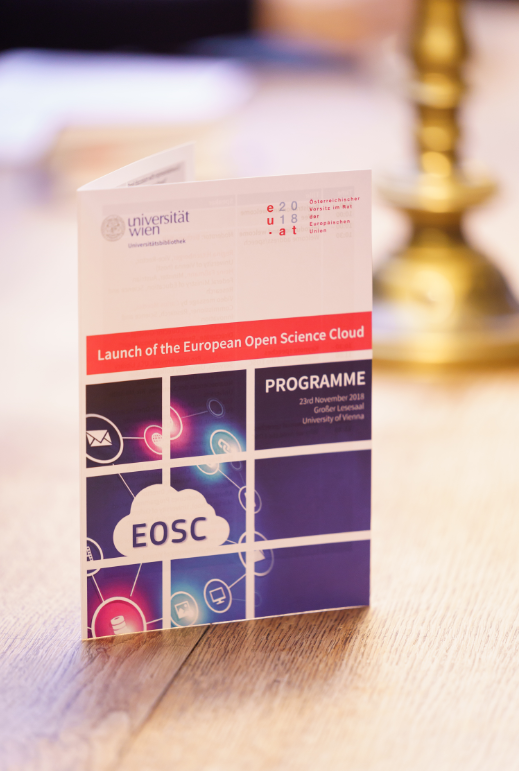 universität
wien
Universitätsbibliothek
e 20
u 18
. at
Österreichischer
Vorsitz im Rat
der
Europäischen
Union
Launch of the European Open Science Cloud
PROGRAMME
23rd November 2018
Großer Lesesaal
University of Vienna
EOSC